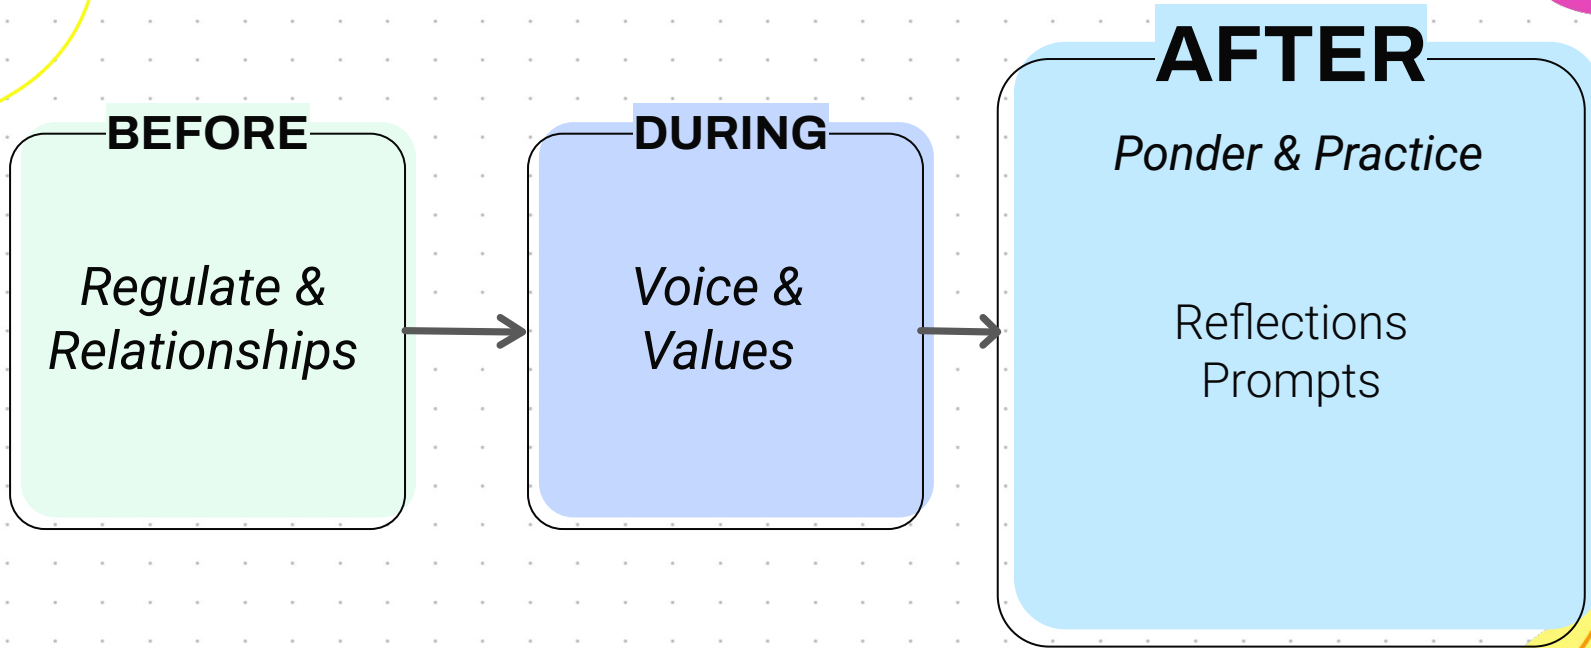 BEFORE
Regulate &
Relationships
DURING
Voice &
Values
AFTER
Ponder & Practice
Reflections
Prompts